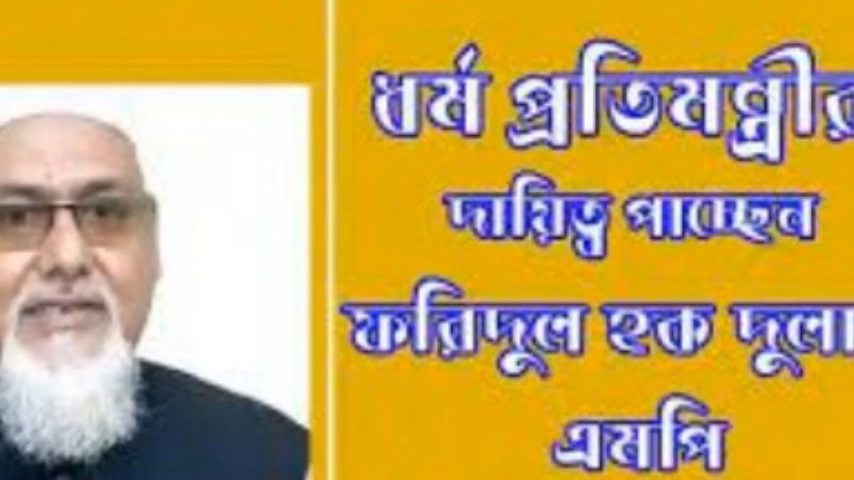 ধর্ম প্রতিমন্ত্রীর
দায়িত্ব পাচ্ছেন
ফরিদুল হক
এমপি